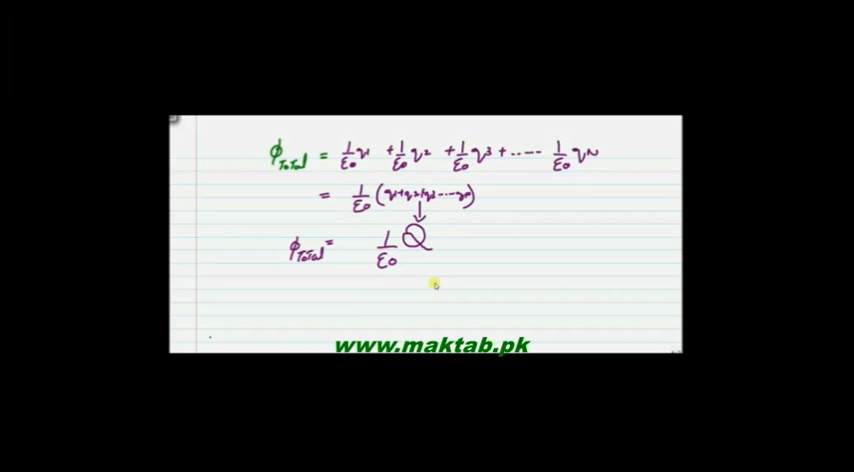 ϕTotal = 1/ε0 q1 + 1/ε0 q2 + 1/ε0 q3 + ..... 1/ε0 qN
= 1/ε0 (q1+q2+q3.....qN)
ϕTotal = 1/ε0 Q
www.maktab.pk